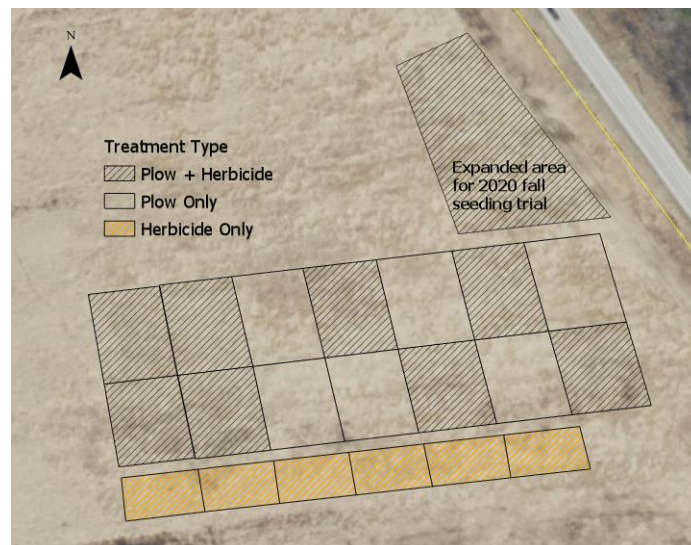 N
Treatment Type
Plow + Herbicide
Plow Only
Herbicide Only
Expanded area
for 2020 fall
seeding trial